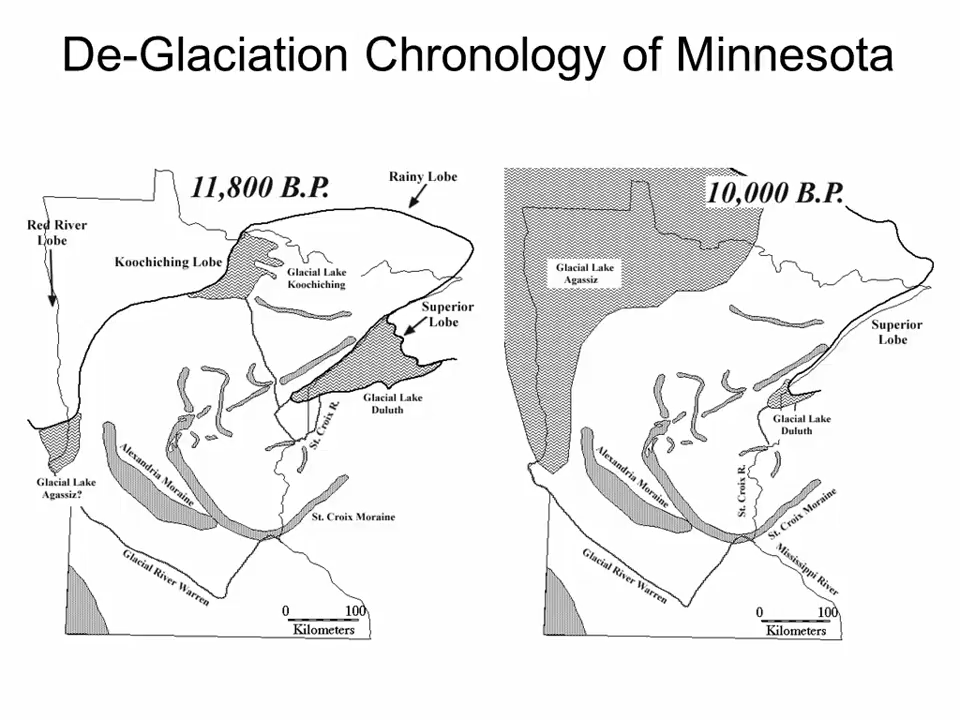 De-Glaciation Chronology of Minnesota
11,800 B.P.
Rainy Lobe
Red River
Lobe
Koochiching Lobe
Glacial Lake
Koochiching
Superior
Lobe
Glacial Lake
Duluth
St. Croix R.
Alexandria Moraine
Glacial Lake
Agassiz?
St. Croix Moraine
Glacial River Warren
0 100
Kilometers
10,000 B.P.
Glacial Lake
Agassiz
Superior
Lobe
Glacial Lake
Duluth
Alexandria Moraine
St. Croix R.
St. Croix Moraine
Mississippi River
Glacial River Warren
0 100
Kilometers